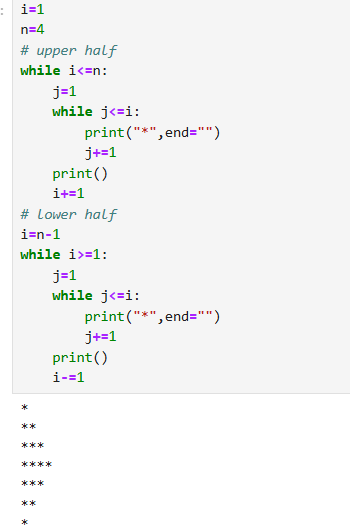 :
i=1
n=4
# upper half
while i<=n:
    j=1
    while j<=i:
        print("*",end="")
        j+=1
    print()
    i+=1
# lower half
i=n-1
while i>=1:
    j=1
    while j<=i:
        print("*",end="")
        j+=1
    print()
    i-=1
*
**
***
****
***
**
*